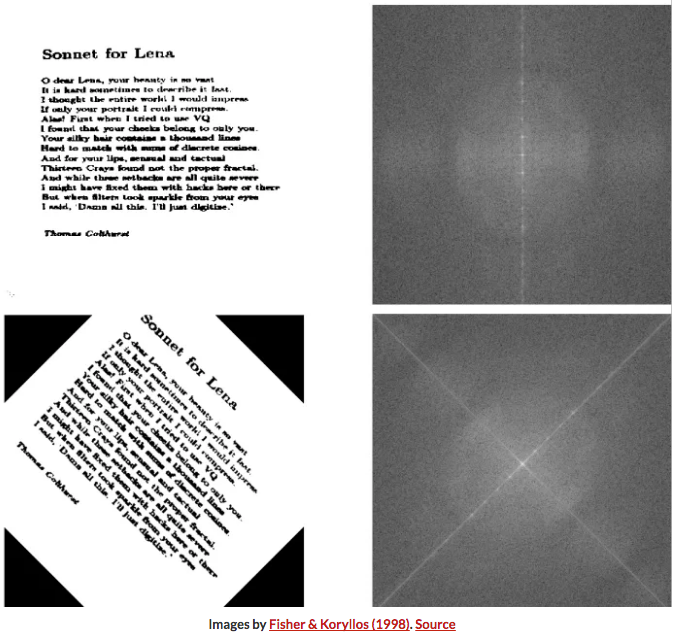 Sonnet for Lena
O dear Lena, your beauty is so vast
It is hard sometimes to describe it fast.
I thought the entire world I would impress
If only your portrait I could compress.
Alas! First when I tried to use VQ
I found that your cheeks belong to only you.
Your silky hair contains a thousand lines
Hard to match with sums of discrete cosines.
And for your lips, sensual and tactual
Thirteen Crays found not the proper fractal.
And while these setbacks are all quite severe
I might have fixed them with hacks here or there
But when filters took sparkle from your eyes
I said, 'Damn all this. I'll just digitize.'
Thomas Colthurst
Sonnet for Lena
O dear Lena, your beauty is so vast
It is hard sometimes to describe it fast.
I thought the entire world I would impress
If only your portrait I could compress.
Alas! First when I tried to use VQ
I found that your cheeks belong to only you.
Your silky hair contains a thousand lines
Hard to match with sums of discrete cosines.
And for your lips, sensual and tactual
Thirteen Crays found not the proper fractal.
And while these setbacks are all quite severe
I might have fixed them with hacks here or there
But when filters took sparkle from your eyes
I said, 'Damn all this. I'll just digitize.'
Thomas Colthurst
Images by Fisher & Koryllos (1998). Source